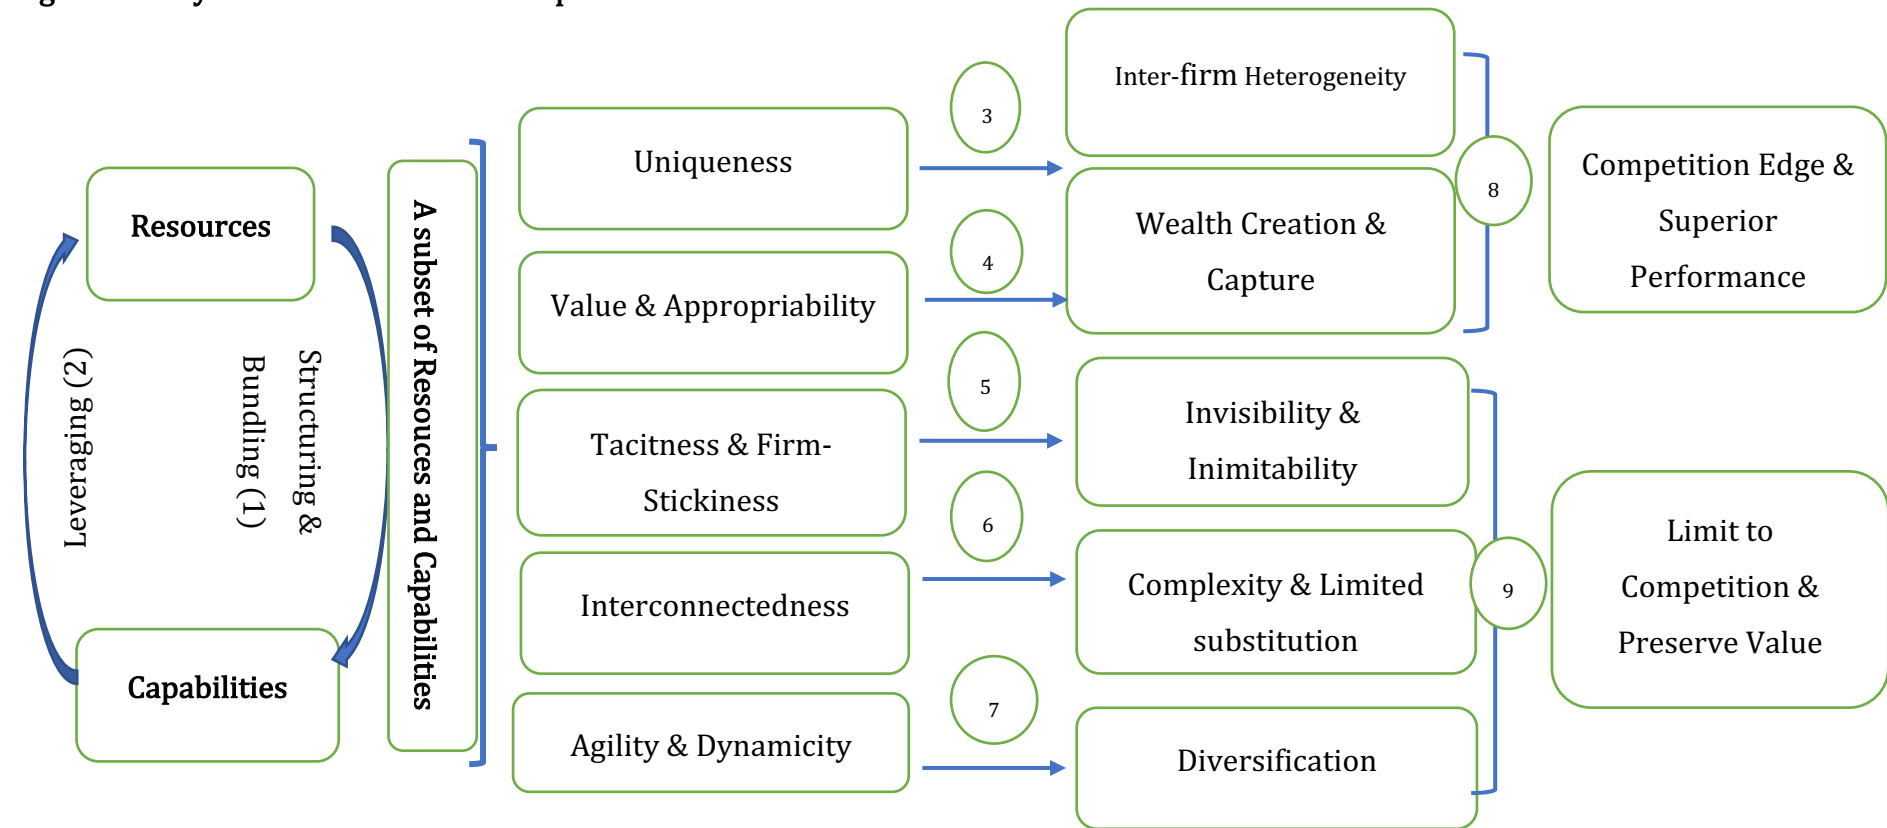 Resources
Leveraging (2)
Structuring &
Bundling (1)
Capabilities
A subset of Resouces and Capabilities
Uniqueness
Value & Appropriability
Tacitness & Firm-
Stickiness
Interconnectedness
Agility & Dynamicity
3
4
5
6
7
Inter-firm Heterogeneity
Wealth Creation &
Capture
Invisibility &
Inimitability
Complexity & Limited
substitution
Diversification
8
9
Competition Edge &
Superior
Performance
Limit to
Competition &
Preserve Value